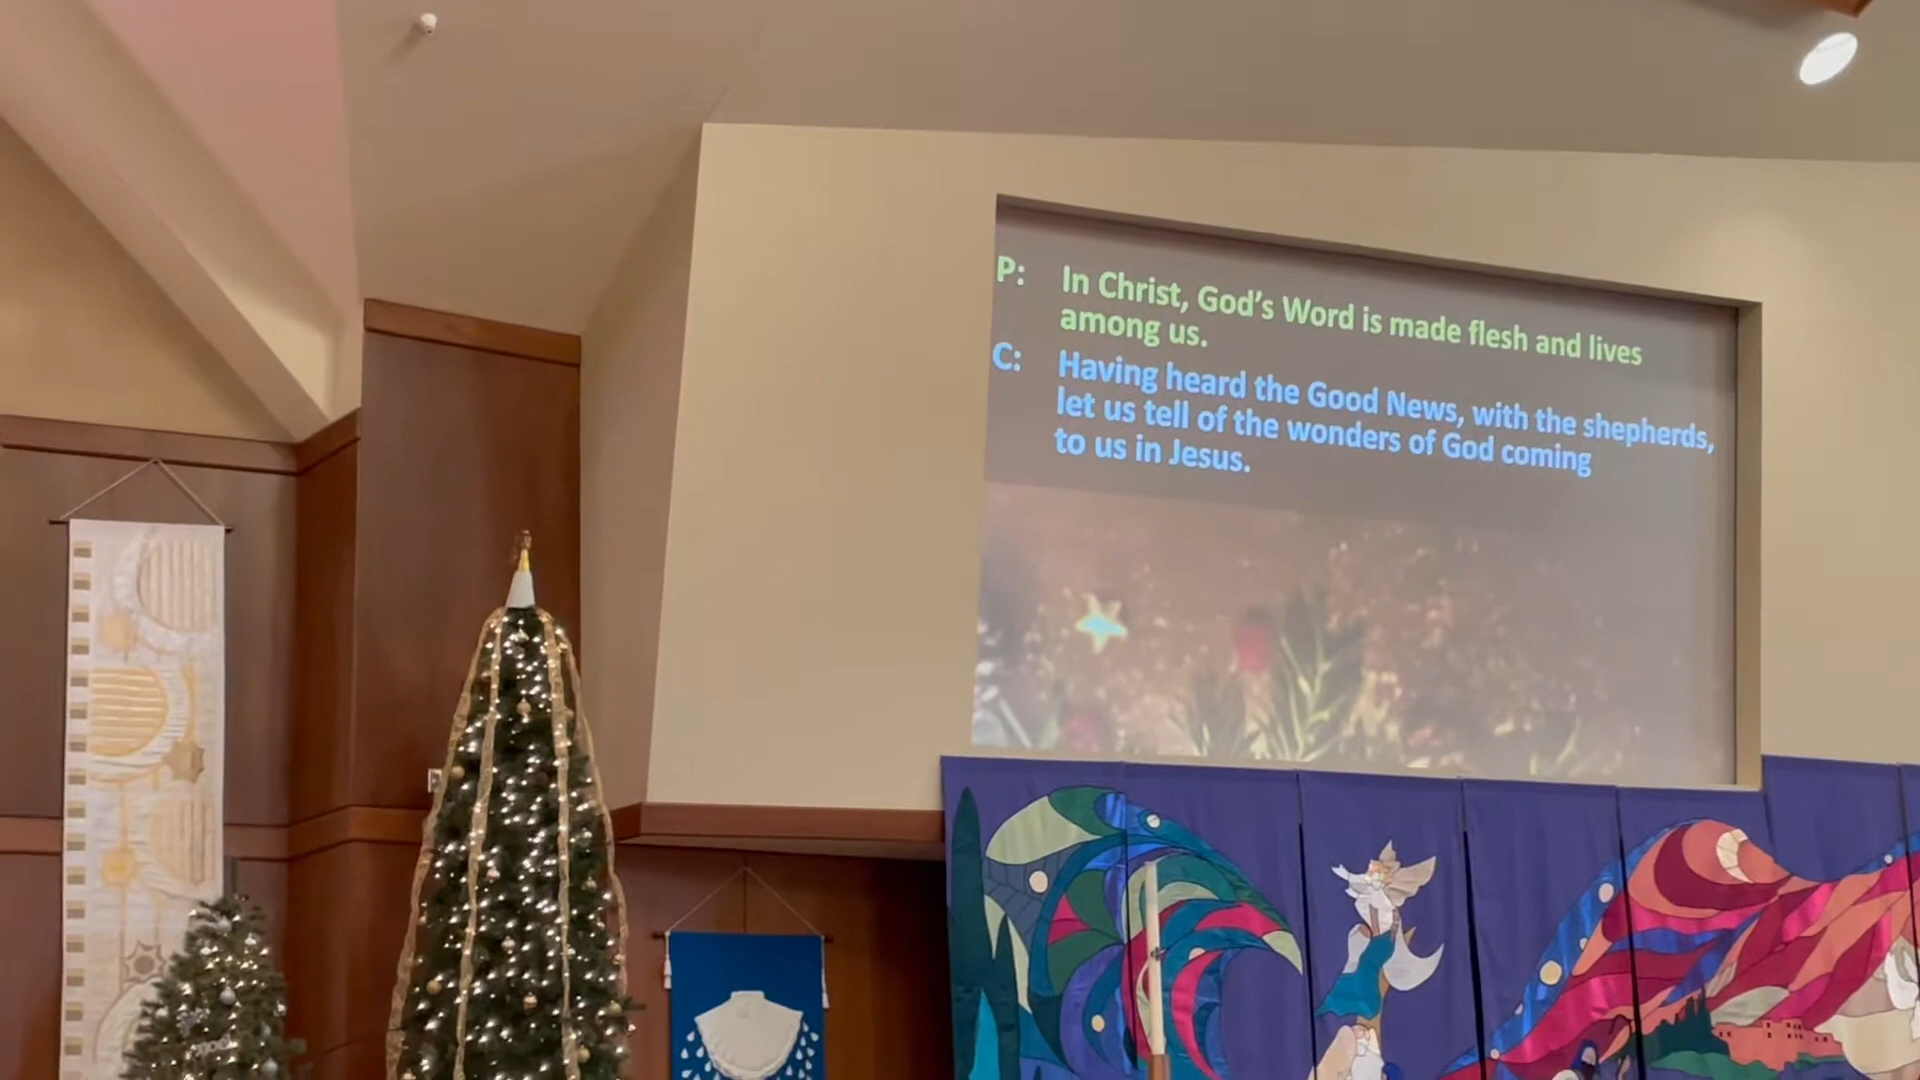 P: In Christ, God's Word is made flesh and lives
among us.
C: Having heard the Good News, with the shepherds,
let us tell of the wonders of God coming
to us in Jesus.